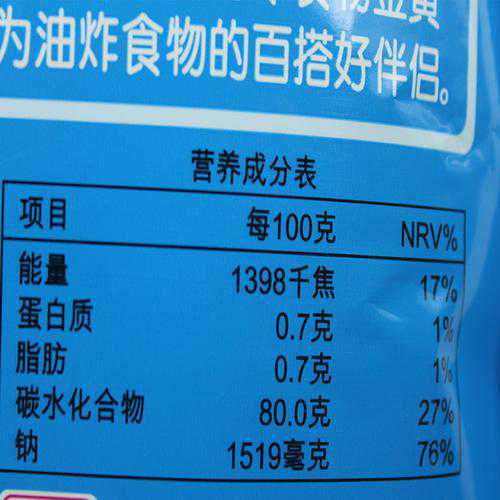 为油炸食物的百搭好伴侣。
营养成分表
项目 每100克 NRV%
能量 1398千焦 17%
蛋白质 0.7克 1%
脂肪 0.7克 1%
碳水化合物 80.0克 27%
钠 1519毫克 76%